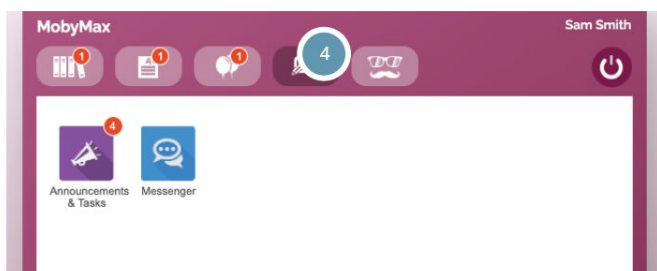 MobyMax
Sam Smith
1
1
1
4
4
Announcements
& Tasks
Messenger